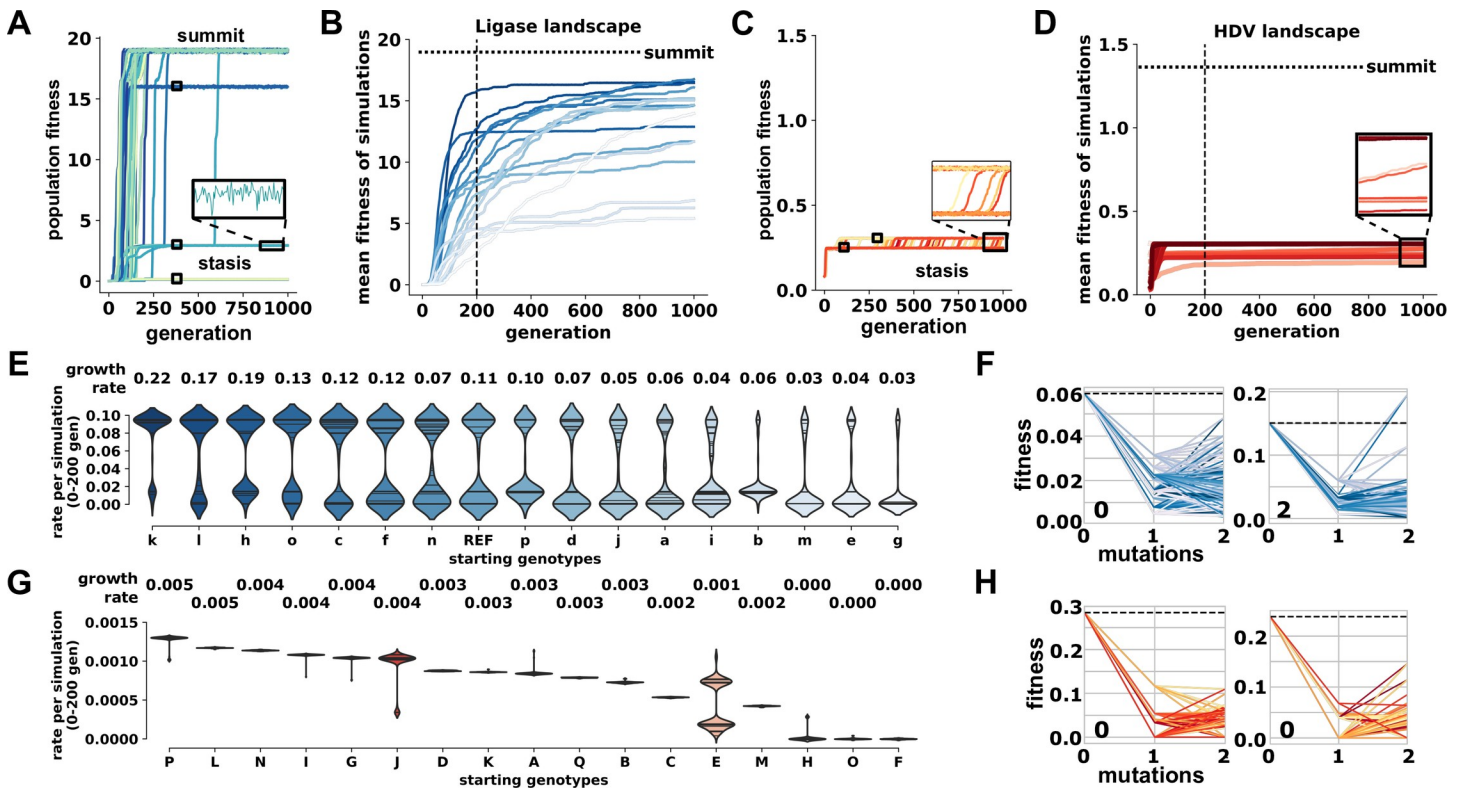 A
population fitness
20
15
10
5
0
summit
stasis
0 250 500 750 1000
generation
B
Ligase landscape
mean fitness of simulations
20
15
10
5
0
summit
0 200 400 600 800 1000
generation
C
population fitness
1.5
1.0
0.5
0.0
stasis
0 250 500 750 1000
generation
D
HDV landscape
mean fitness of simulations
1.5
1.0
0.5
0.0
summit
0 200 400 600 800 1000
generation
E
growth rate
0.22 0.17 0.19 0.13 0.12 0.12 0.07 0.11 0.10 0.07 0.05 0.06 0.04 0.06 0.03 0.04 0.03
rate per simulation
(0-200 gen)
0.10
0.08
0.06
0.04
0.02
0.00
k l h o c f n REF p d j a i b m e g
starting genotypes
F
fitness
0.06
0.04
0.02
0.00
0
0 1 2
0.2
0.1
0.0
2
0 1 2
mutations
G
growth
rate
0.005 0.004 0.004 0.003 0.003 0.003 0.001 0.000 0.000
0.005 0.004 0.004 0.003 0.003 0.002 0.002 0.000
rate per simulation
(0-200 gen)
0.0015
0.0010
0.0005
0.0000
P L N I G J D K A Q B C E M H O F
starting genotypes
H
fitness
0.3
0.2
0.1
0.0
0
0 1 2
0.2
0.1
0.0
0
0 1 2
mutations